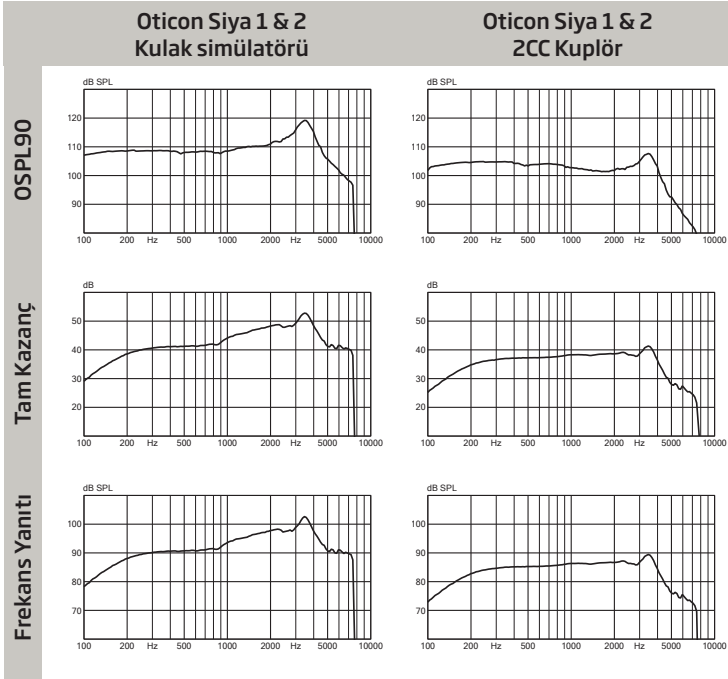 Oticon Siya 1 & 2
Kulak simülatörü
Oticon Siya 1 & 2
2CC Kuplör
OSPL90
dB SPL
120
110
100
90
100 200 Hz 500 1000 2000 Hz 5000 10000
dB SPL
120
110
100
90
100 200 Hz 500 1000 2000 Hz 5000 10000
Tam Kazanç
dB
50
40
30
20
100 200 Hz 500 1000 2000 Hz 5000 10000
dB
50
40
30
20
100 200 Hz 500 1000 2000 Hz 5000 10000
Frekans Yanıtı
dB SPL
100
90
80
70
100 200 Hz 500 1000 2000 Hz 5000 10000
dB SPL
100
90
80
70
100 200 Hz 500 1000 2000 Hz 5000 10000